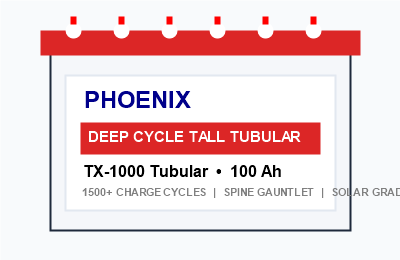 PHOENIX
DEEP CYCLE TALL TUBULAR
TX-1000 Tubular • 100 Ah
1500+ CHARGE CYCLES | SPINE GAUNTLET | SOLAR GRAD